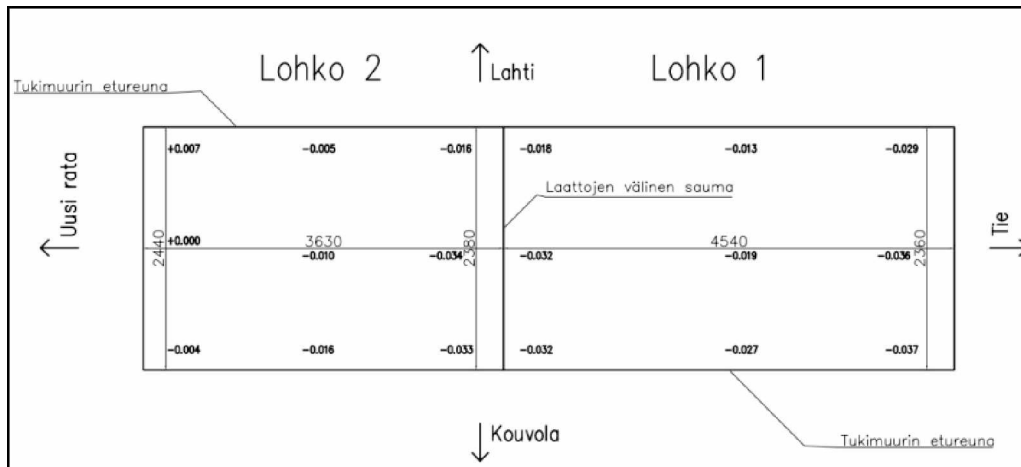 Lohko 2
Lahti
Lohko 1
Tukimuurin etureuna
+0.007 -0.005 -0.016 -0.018 -0.013 -0.029
Laattojen välinen sauma
Uusi rata
2440
+0.000
3630
2380
4540
2360
Tie
-0.010 -0.034 -0.032 -0.019 -0.036
-0.004 -0.016 -0.033 -0.032 -0.027 -0.037
Kouvola
Tukimuurin etureuna